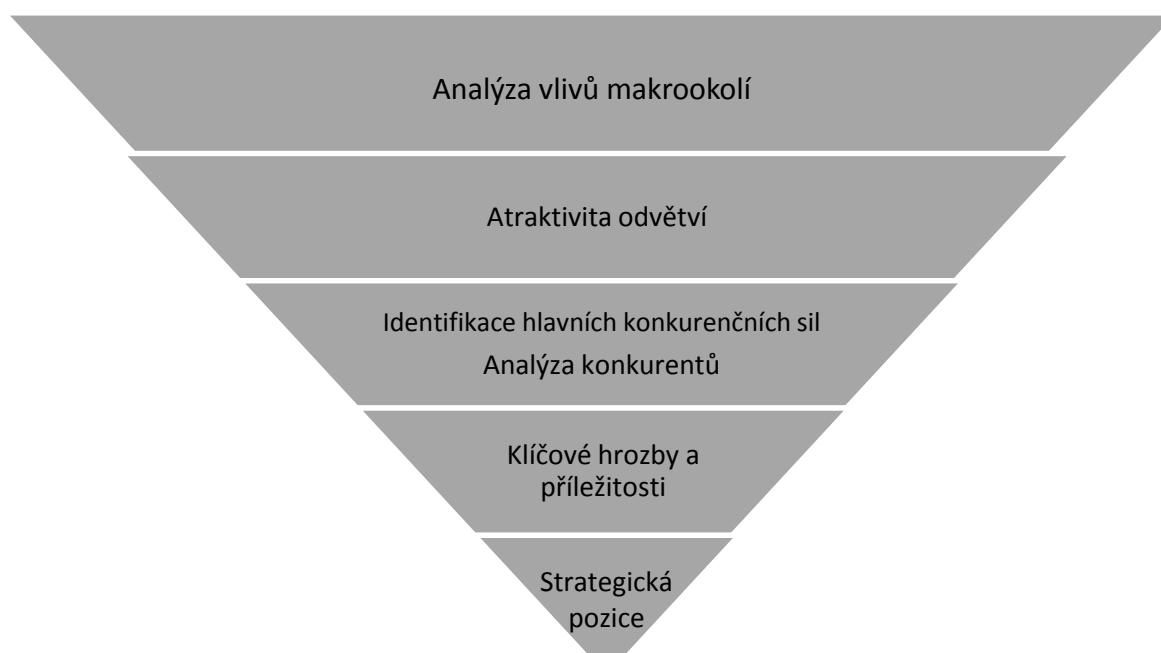 Analýza vlivů makrookolí
Atraktivita odvětví
Identifikace hlavních konkurenčních sil
Analýza konkurentů
Klíčové hrozby a
příležitosti
Strategická
pozice